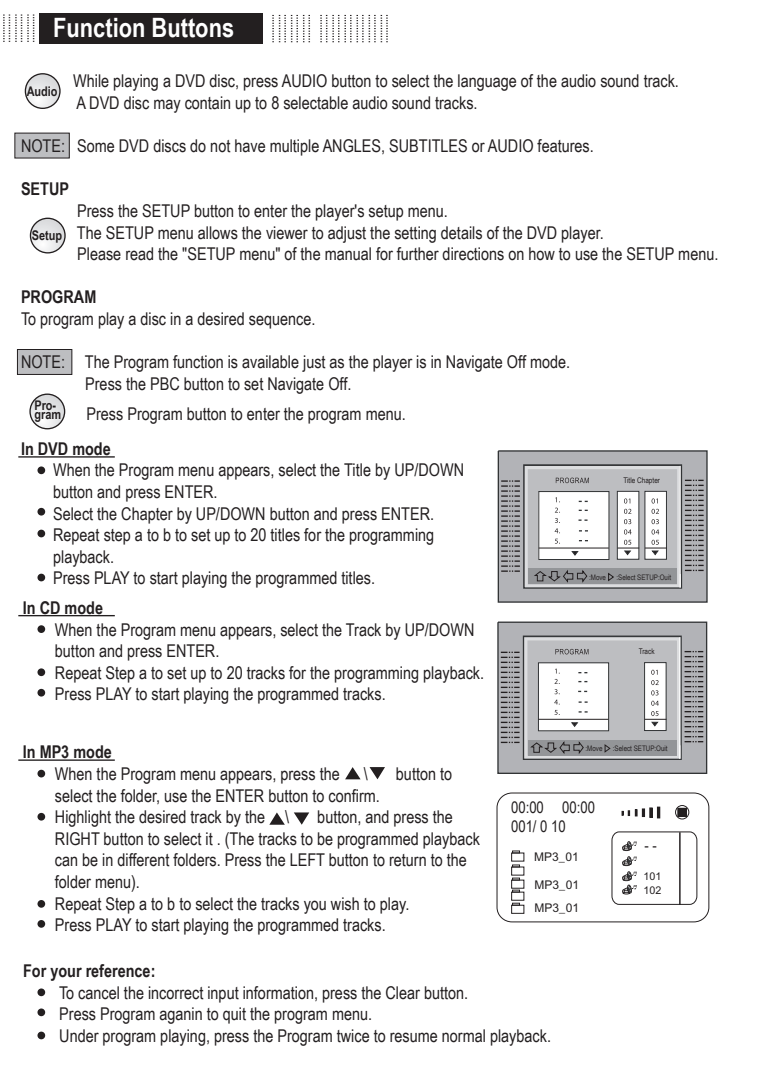 Function Buttons
Audio
While playing a DVD disc, press AUDIO button to select the language of the audio sound track.
A DVD disc may contain up to 8 selectable audio sound tracks.
NOTE: Some DVD discs do not have multiple ANGLES, SUBTITLES or AUDIO features.
SETUP
Press the SETUP button to enter the player's setup menu.
Setup The SETUP menu allows the viewer to adjust the setting details of the DVD player.
Please read the "SETUP menu" of the manual for further directions on how to use the SETUP menu.
PROGRAM
To program play a disc in a desired sequence.
NOTE: The Program function is available just as the player is in Navigate Off mode.
Press the PBC button to set Navigate Off.
Pro-
gram
Press Program button to enter the program menu.
In DVD mode
• When the Program menu appears, select the Title by UP/DOWN
button and press ENTER.
• Select the Chapter by UP/DOWN button and press ENTER.
• Repeat step a to b to set up to 20 titles for the programming
playback.
• Press PLAY to start playing the programmed titles.
PROGRAM Title Chapter
1. -- 01 01
2. -- 02 02
3. -- 03 03
4. -- 04 04
5. -- 05 05
▼ ▼ ▼
:Move :Select SETUP:Ouit
In CD mode
• When the Program menu appears, select the Track by UP/DOWN
button and press ENTER.
• Repeat Step a to set up to 20 tracks for the programming playback.
• Press PLAY to start playing the programmed tracks.
PROGRAM Track
1. -- 01
2. -- 02
3. -- 03
4. -- 04
5. -- 05
▼ ▼
:Move :Select SETUP:Ouit
In MP3 mode
• When the Program menu appears, press the ▲\▼ button to
select the folder, use the ENTER button to confirm.
• Highlight the desired track by the ▲\ ▼ button, and press the
RIGHT button to select it . (The tracks to be programmed playback
can be in different folders. Press the LEFT button to return to the
folder menu).
• Repeat Step a to b to select the tracks you wish to play.
• Press PLAY to start playing the programmed tracks.
00:00 00:00
001/ 0 10
MP3_01
MP3_01
MP3_01
--
101
102
For your reference:
• To cancel the incorrect input information, press the Clear button.
• Press Program aganin to quit the program menu.
• Under program playing, press the Program twice to resume normal playback.